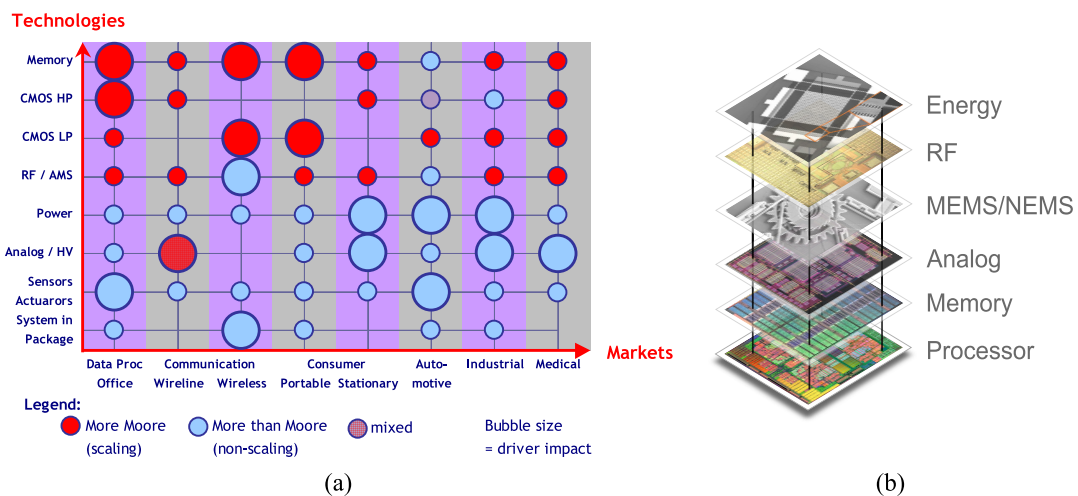 Technologies
Memory
CMOS HP
CMOS LP
RF / AMS
Power
Analog / HV
Sensors
Actuarors
System in
Package
Markets
Data Proc
Office
Communication
Wireline
Wireless
Consumer
Portable
Stationary
Auto-
motive
Industrial
Medical
Legend:
More Moore
(scaling)
More than Moore
(non-scaling)
mixed
Bubble size
= driver impact
(a)
Energy
RF
MEMS/NEMS
Analog
Memory
Processor
(b)